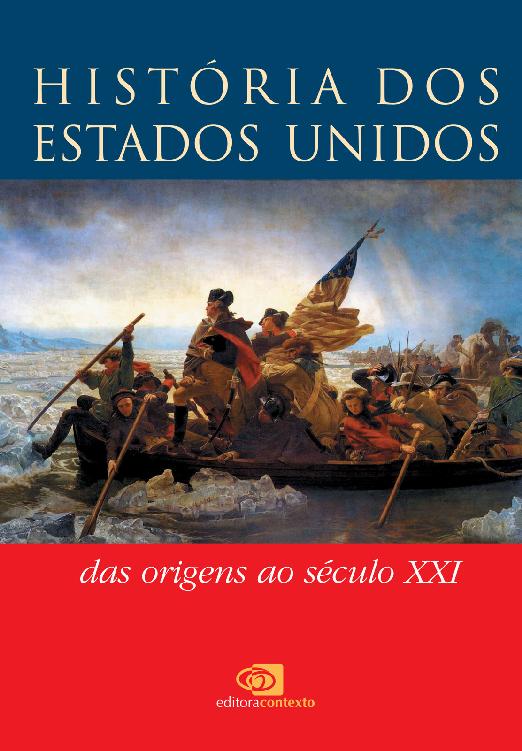 HISTÓRIA DOS
ESTADOS UNIDOS
das origens ao século XXI
editoracontexto